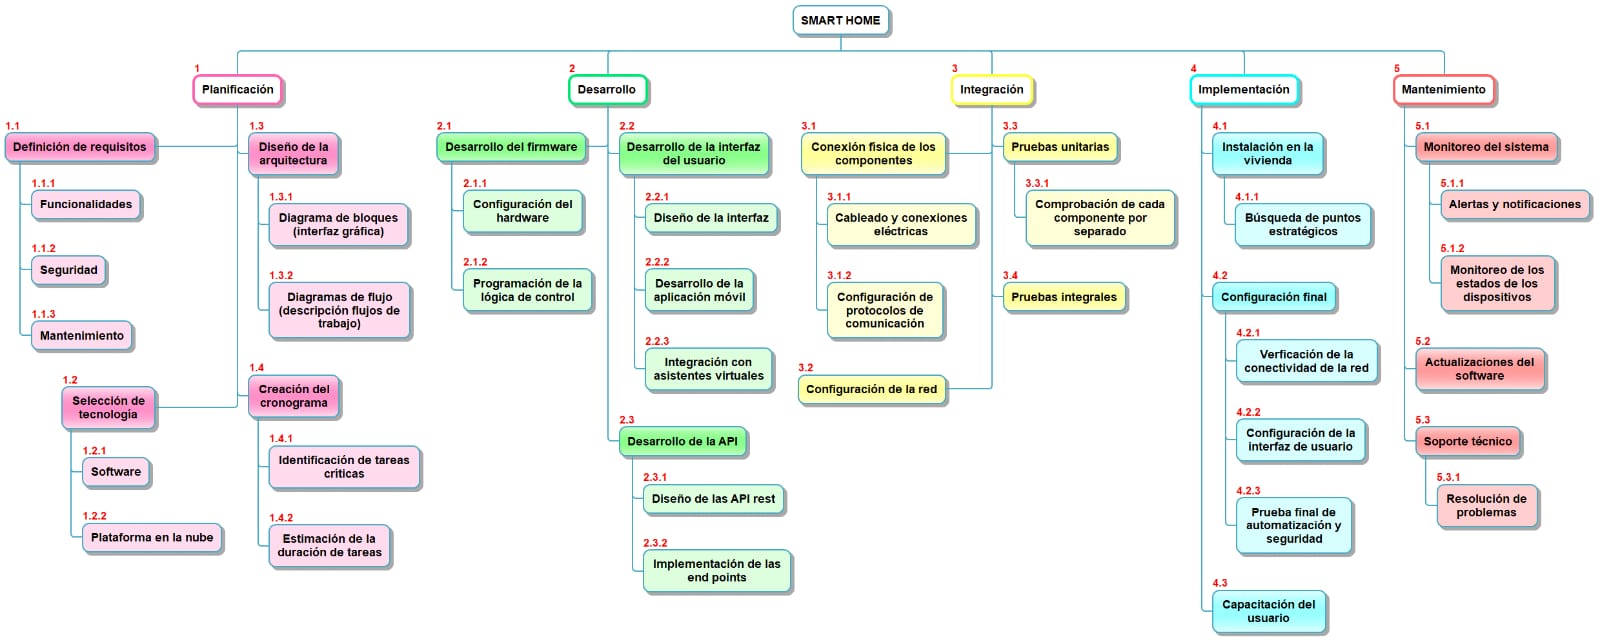 SMART HOME
1
Planificación
1.1
Definición de requisitos
1.1.1
Funcionalidades
1.1.2
Seguridad
1.1.3
Mantenimiento
1.2
Selección de
tecnología
1.2.1
Software
1.2.2
Plataforma en la nube
1.3
Diseño de la
arquitectura
1.3.1
Diagrama de bloques
(interfaz gráfica)
1.3.2
Diagramas de flujo
(descripción flujos de
trabajo)
1.4
Creación del
cronograma
1.4.1
Identificación de tareas
criticas
1.4.2
Estimación de la
duración de tareas
2
Desarrollo
2.1
Desarrollo del firmware
2.1.1
Configuración del
hardware
2.1.2
Programación de la
lógica de control
2.2
Desarrollo de la interfaz
del usuario
2.2.1
Diseño de la interfaz
2.2.2
Desarrollo de la
aplicación móvil
2.2.3
Integración con
asistentes virtuales
2.3
Desarrollo de la API
2.3.1
Diseño de las API rest
2.3.2
Implementación de las
end points
3
Integración
3.1
Conexión física de los
componentes
3.1.1
Cableado y conexiones
eléctricas
3.1.2
Configuración de
protocolos de
comunicación
3.2
Configuración de la red
3.3
Pruebas unitarias
3.3.1
Comprobación de cada
componente por
separado
3.4
Pruebas integrales
4
Implementación
4.1
Instalación en la
vivienda
4.1.1
Búsqueda de puntos
estratégicos
4.2
Configuración final
4.2.1
Verficación de la
conectividad de la red
4.2.2
Configuración de la
interfaz de usuario
4.2.3
Prueba final de
automatización y
seguridad
4.3
Capacitación del
usuario
5
Mantenimiento
5.1
Monitoreo del sistema
5.1.1
Alertas y notificaciones
5.1.2
Monitoreo de los
estados de los
dispositivos
5.2
Actualizaciones del
software
5.3
Soporte técnico
5.3.1
Resolución de
problemas